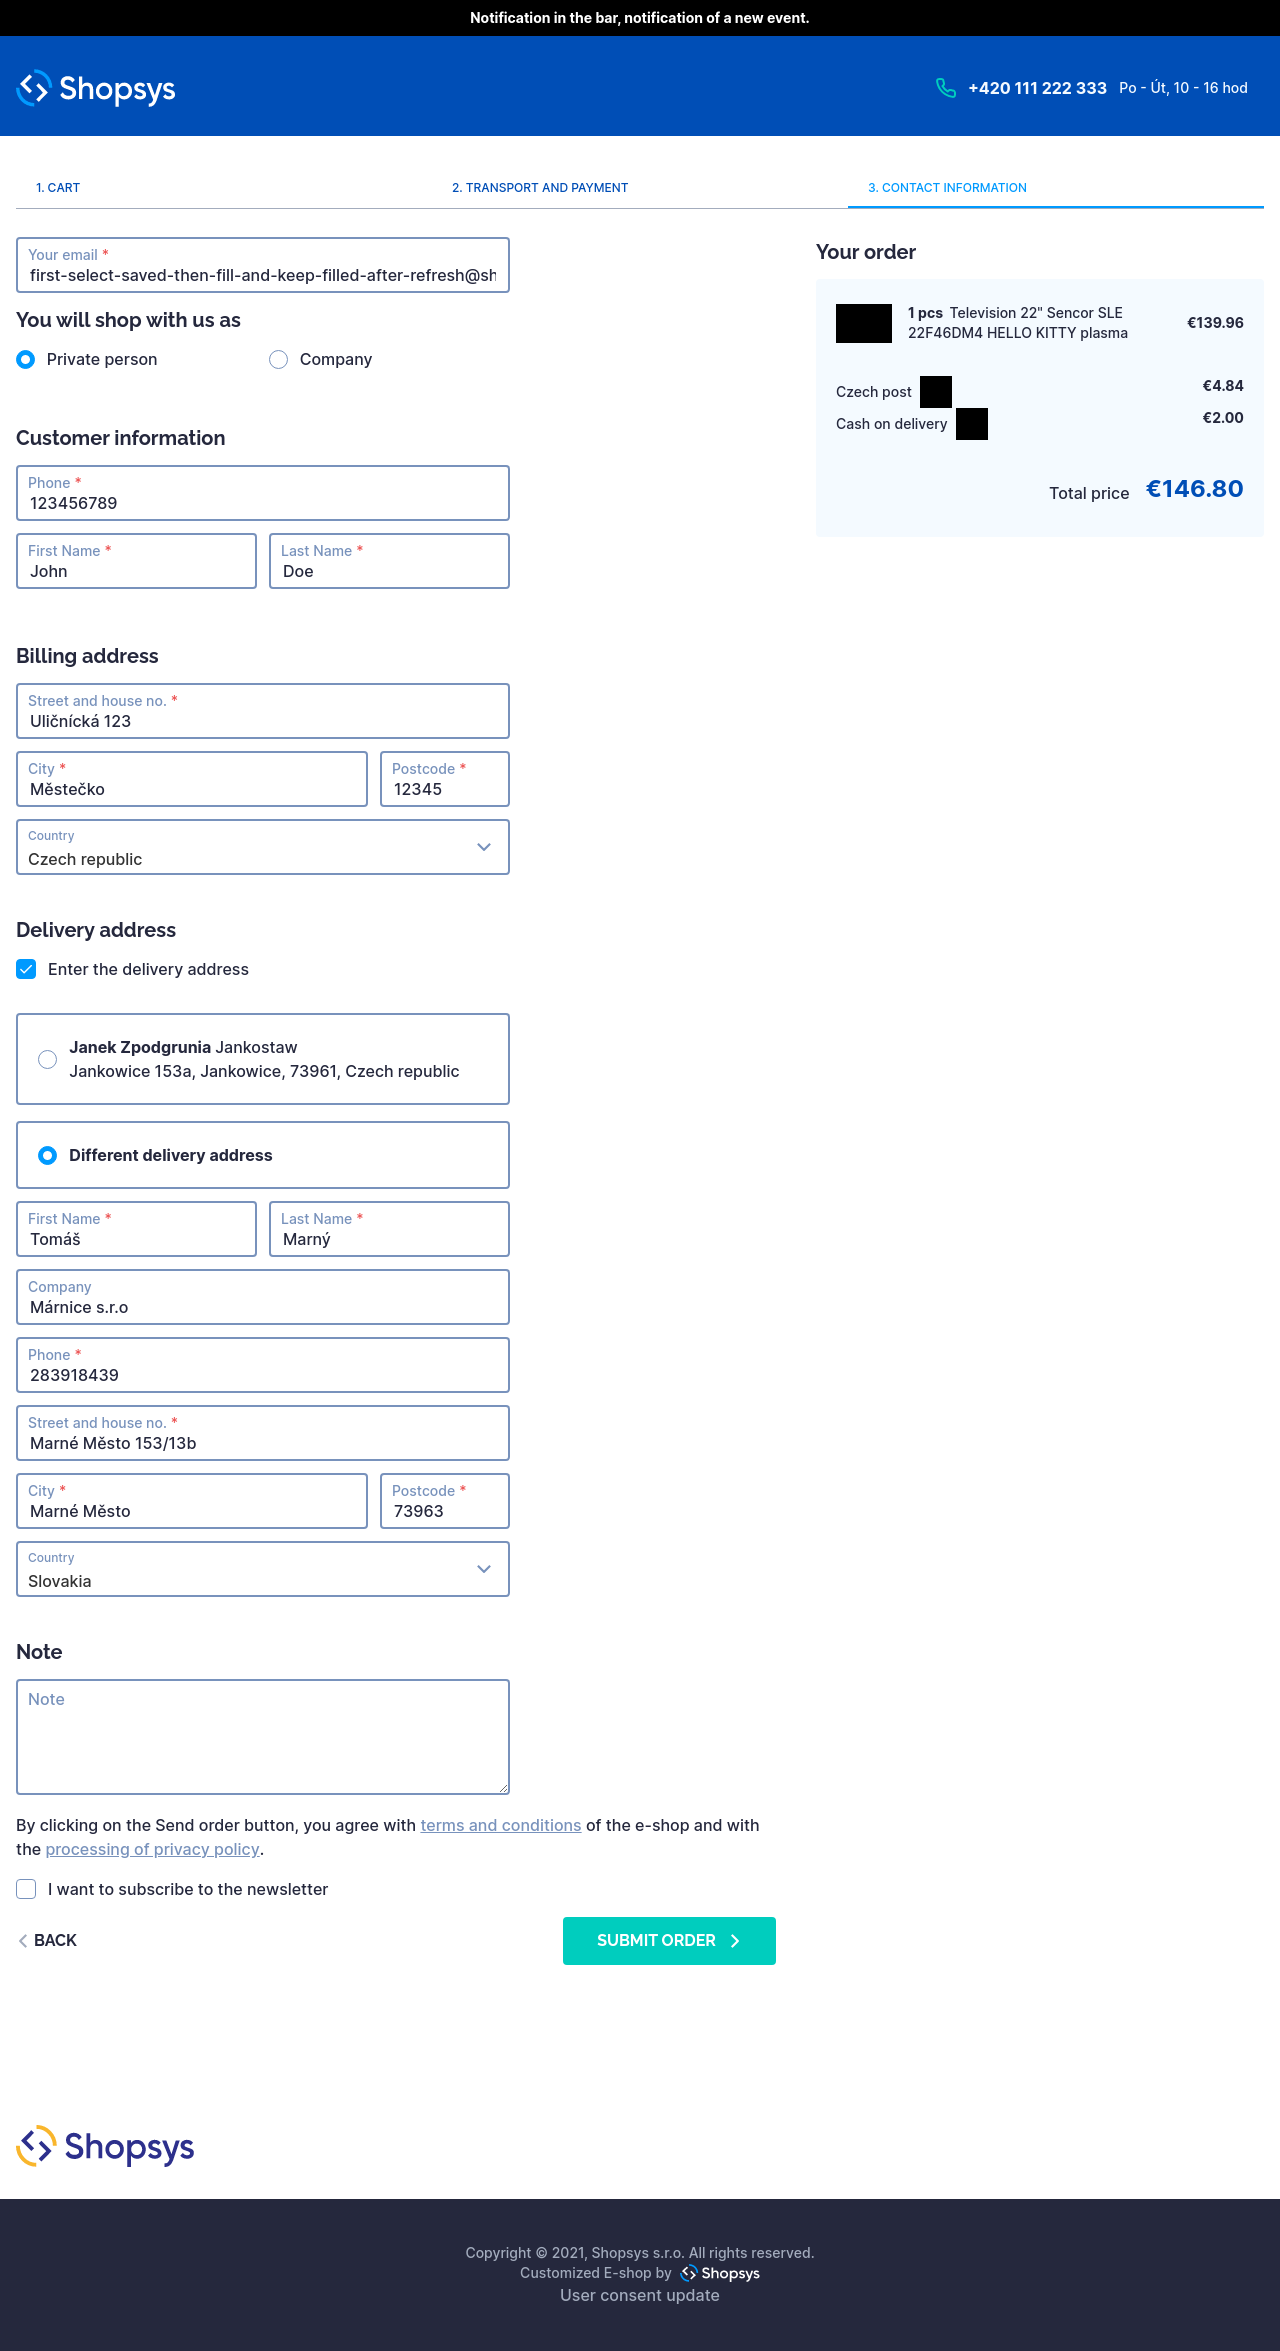 Notification in the bar, notification of a new event.
Shopsys
+420 111 222 333 Po - Út, 10 - 16 hod
1. CART
2. TRANSPORT AND PAYMENT
3. CONTACT INFORMATION
Your email *
first-select-saved-then-fill-and-keep-filled-after-refresh@sh
You will shop with us as
Private person
Company
Customer information
Phone *
123456789
First Name *
John
Last Name *
Doe
Billing address
Street and house no. *
Uličnícká 123
City *
Městečko
Postcode *
12345
Country
Czech republic
Delivery address
Enter the delivery address
Janek Zpodgrunia Jankostaw
Jankowice 153a, Jankowice, 73961, Czech republic
Different delivery address
First Name *
Tomáš
Last Name *
Marný
Company
Márnice s.r.o
Phone *
283918439
Street and house no. *
Marné Město 153/13b
City *
Marné Město
Postcode *
73963
Country
Slovakia
Note
Note
By clicking on the Send order button, you agree with terms and conditions of the e-shop and with
the processing of privacy policy.
I want to subscribe to the newsletter
BACK
SUBMIT ORDER
Your order
1 pcs Television 22" Sencor SLE
22F46DM4 HELLO KITTY plasma
€139.96
Czech post
€4.84
Cash on delivery
€2.00
Total price €146.80
Shopsys
Copyright © 2021, Shopsys s.r.o. All rights reserved.
Customized E-shop by Shopsys
User consent update